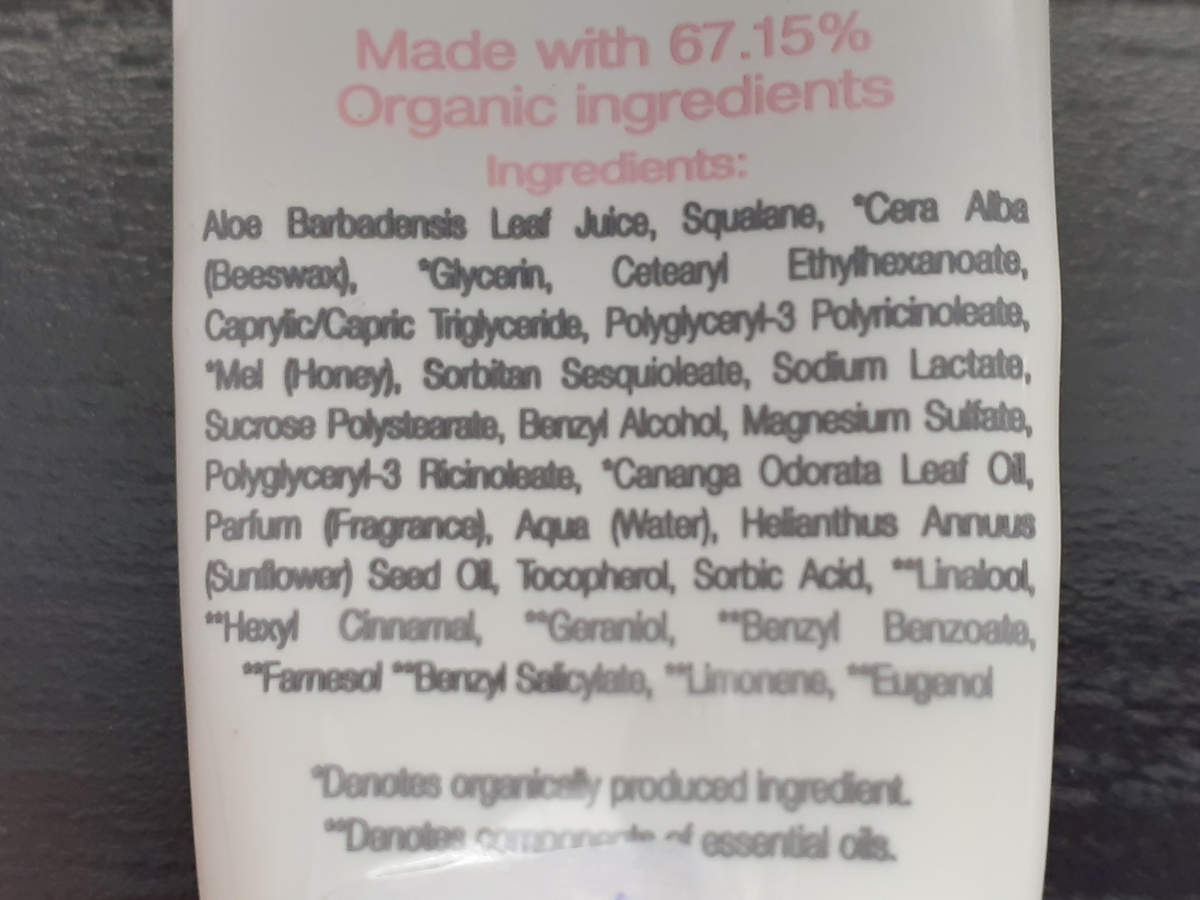 Made with 67.15%
Organic ingredients
Ingredients:
Aloe Barbadensis Leaf Juice, Squalane, *Cera Alba
(Beeswax), *Glycerin, Cetearyl Ethylhexanoate,
Caprylic/Capric Triglyceride, Polyglyceryl-3 Polyricinoleate,
*Mel (Honey), Sorbitan Sesquioleate, Sodium Lactate,
Sucrose Polystearate, Benzyl Alcohol, Magnesium Sulfate,
Polyglyceryl-3 Ricinoleate, *Cananga Odorata Leaf Oil,
Parfum (Fragrance), Aqua (Water), Helianthus Annuus
(Sunflower) Seed Oil, Tocopherol, Sorbic Acid, **Linalool,
**Hexyl Cinnamal, **Geraniol, **Benzyl Benzoate,
**Farnesol **Benzyl Salicylate, **Limonene, **Eugenol
*Denotes organically produced ingredient.
**Denotes components of essential oils.